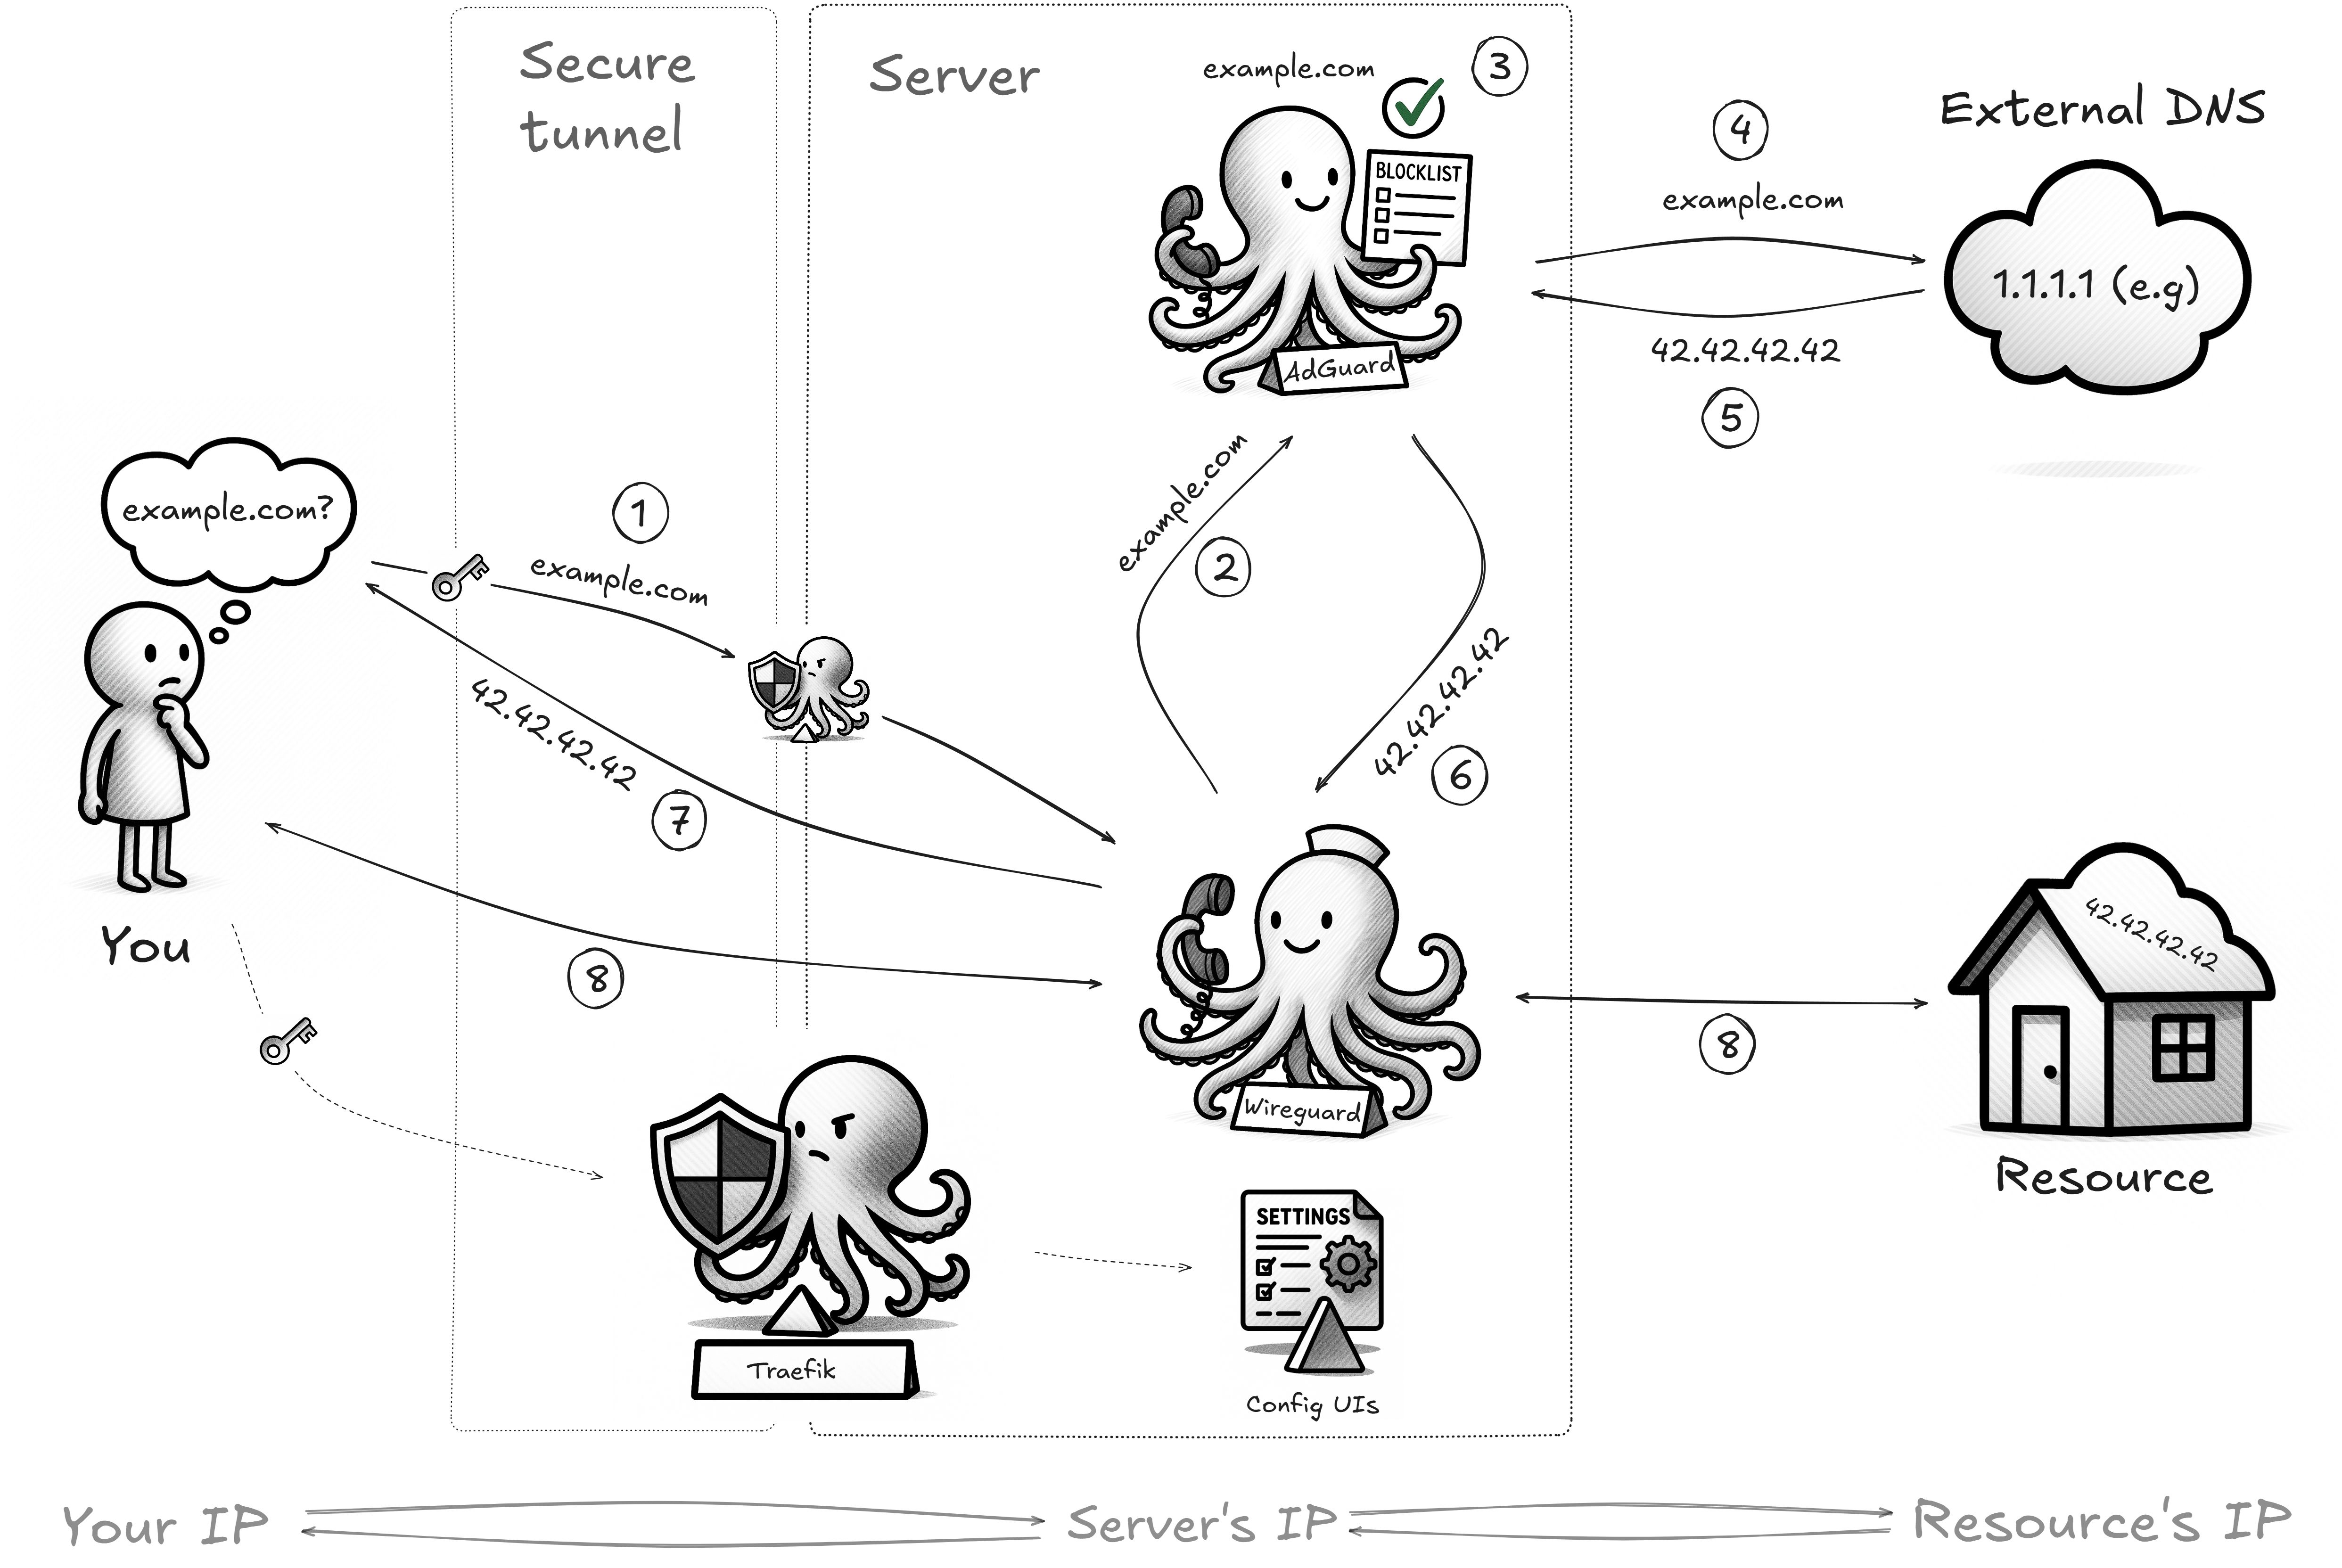 Secure
tunnel
Server
example.com
3
BLOCKLIST
AdGuard
4
example.com
42.42.42.42
5
External DNS
1.1.1.1 (e.g)
example.com?
You
1
example.com
example.com
2
42.42.42.42
6
42.42.42.42
7
8
Wireguard
8
42.42.42.42
Resource
Traefik
SETTINGS
Config UIs
Your IP
Server's IP
Resource's IP